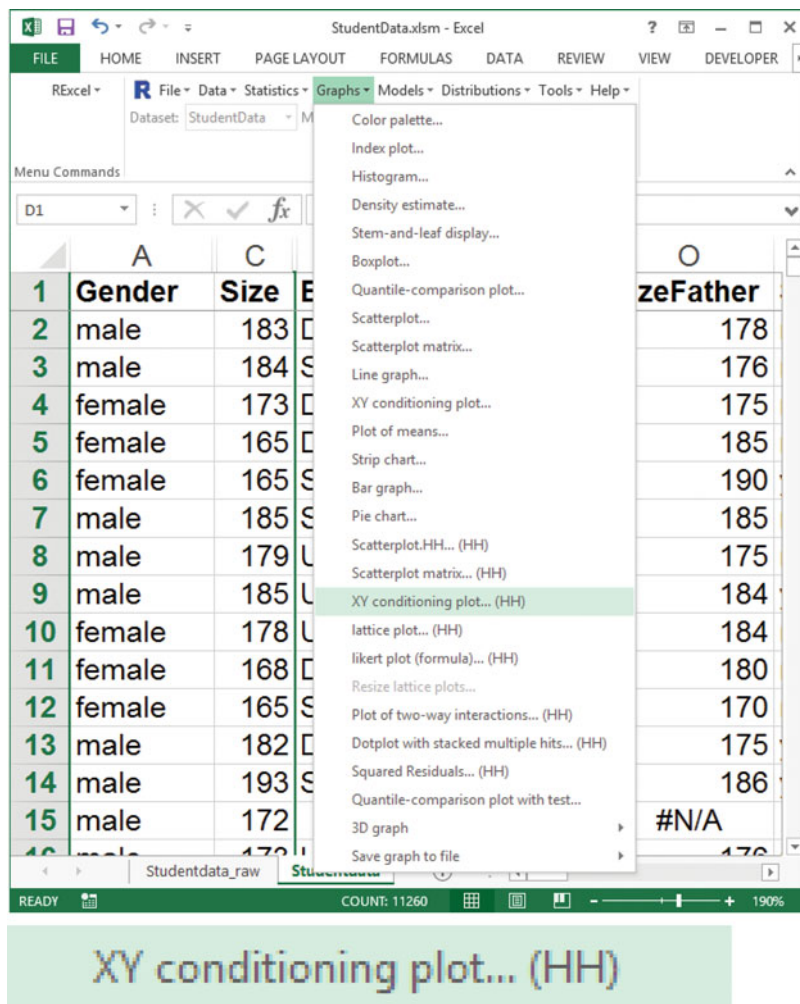 StudentData.xlsm - Excel
FILE HOME INSERT PAGE LAYOUT FORMULAS DATA REVIEW VIEW DEVELOPER
RExcel R File Data Statistics Graphs Models Distributions Tools Help
Dataset: StudentData M
Menu Commands
Color palette...
Index plot...
Histogram...
Density estimate...
Stem-and-leaf display...
Boxplot...
Quantile-comparison plot...
Scatterplot...
Scatterplot matrix...
Line graph...
XY conditioning plot...
Plot of means...
Strip chart...
Bar graph...
Pie chart...
Scatterplot.HH... (HH)
Scatterplot matrix... (HH)
XY conditioning plot... (HH)
lattice plot... (HH)
likert plot (formula)... (HH)
Resize lattice plots...
Plot of two-way interactions... (HH)
Dotplot with stacked multiple hits... (HH)
Squared Residuals... (HH)
Quantile-comparison plot with test...
3D graph
Save graph to file
D1 fx
A C O
1 Gender Size E zeFather
2 male 183 D 178
3 male 184 S 176
4 female 173 D 175
5 female 165 D 185
6 female 165 S 190
7 male 185 S 185
8 male 179 U 175
9 male 185 U 184
10 female 178 U 184
11 female 168 D 180
12 female 165 S 170
13 male 182 D 175
14 male 193 S 186
15 male 172 #N/A
Studentdata_raw Studentdata
READY COUNT: 11260 190%
XY conditioning plot... (HH)